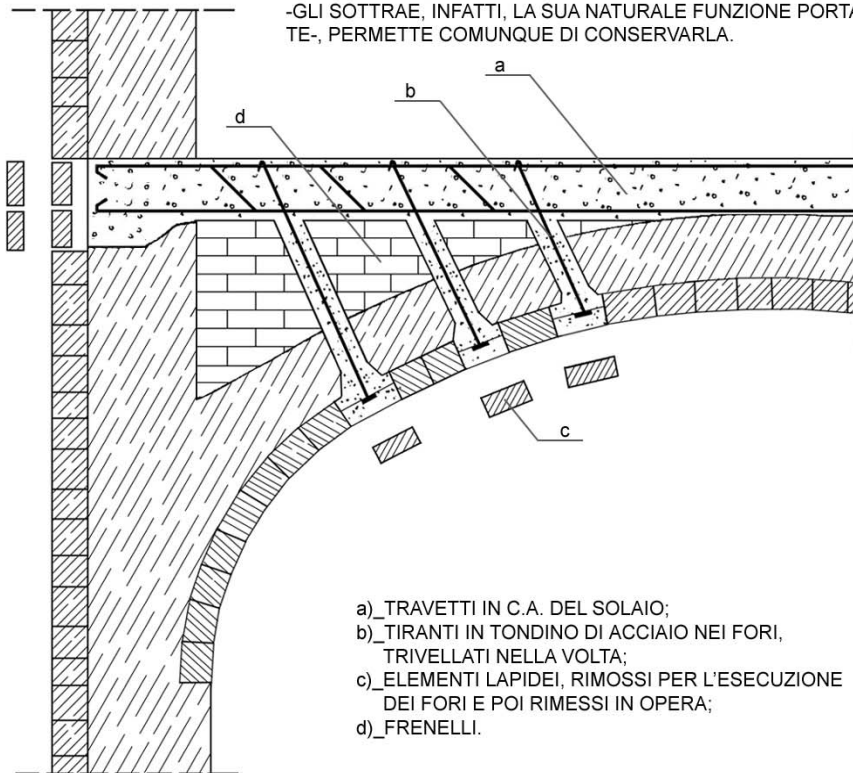 -GLI SOTTRAE, INFATTI, LA SUA NATURALE FUNZIONE PORTA
TE-, PERMETTE COMUNQUE DI CONSERVARLA.
a
b
d
c
a)_TRAVETTI IN C.A. DEL SOLAIO;
b)_TIRANTI IN TONDINO DI ACCIAIO NEI FORI,
TRIVELLATI NELLA VOLTA;
c)_ELEMENTI LAPIDEI, RIMOSSI PER L'ESECUZIONE
DEI FORI E POI RIMESSI IN OPERA;
d)_FRENELLI.